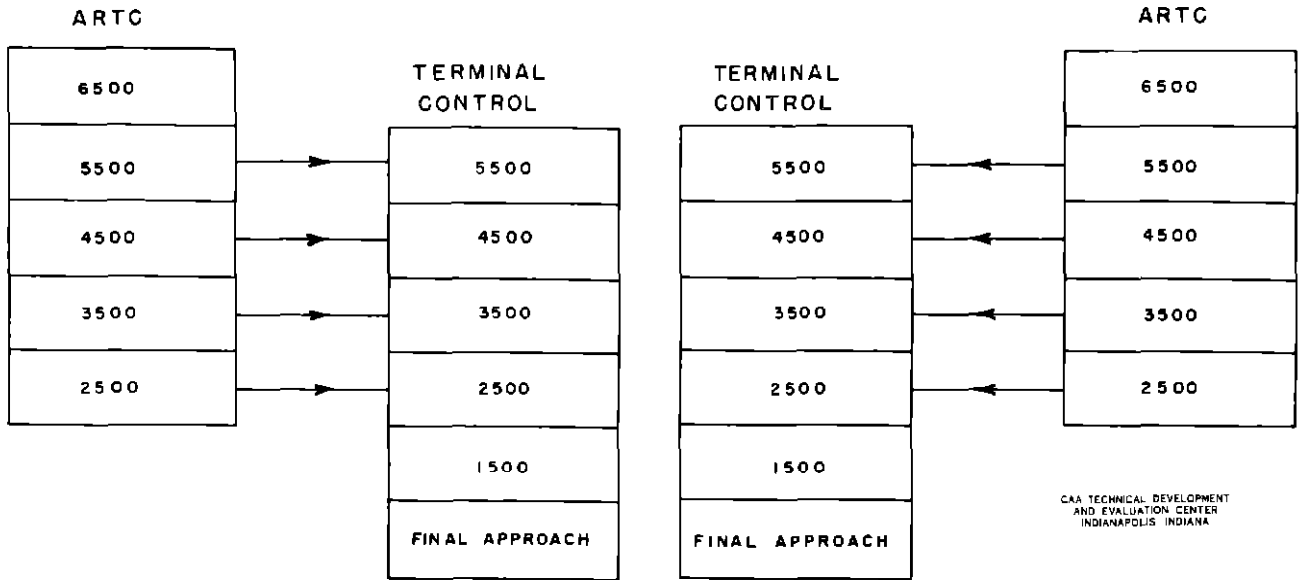 ARTC
6500
5500
4500
3500
2500
TERMINAL
CONTROL
5500
4500
3500
2500
1500
FINAL APPROACH
TERMINAL
CONTROL
5500
4500
3500
2500
1500
FINAL APPROACH
ARTC
6500
5500
4500
3500
2500
CAA TECHNICAL DEVELOPMENT
AND EVALUATION CENTER
INDIANAPOLIS INDIANA